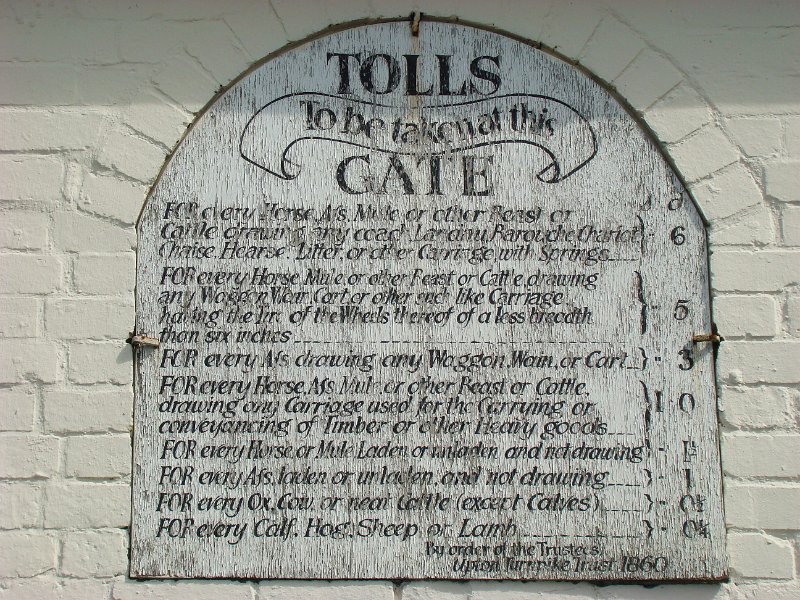 TOLLS
To be taken at this
GATE
s d
FOR every Horse, Ass, Mule, or other Beast or
Cattle drawing any coach, Landau, Barouche, Chariot
Chaise, Hearse, Litter, or other Carriage, with Springs - 6
FOR every Horse, Mule, or other Beast, or Cattle, drawing
any Waggon, Wain, Cart, or other such like Carriage
having the Tire of the Wheels thereof of a less breadth
than six inches - 5
FOR every Ass drawing any Waggon, Wain, or Cart - 3
FOR every Horse, Ass, Mule, or other Beast or Cattle,
drawing any Carriage used for the Carrying or
conveyancing of Timber or other Heavy goods 1 0
FOR every Horse, or Mule, Laden, or unladen, and not drawing - 1½
FOR every Ass, laden or unladen, and not drawing - 1
FOR every Ox, Cow, or neat Cattle (except Calves) - 0½
FOR every Calf, Hog, Sheep or Lamb - 0¼
By order of the Trustees
Upton Turnpike Trust 1860